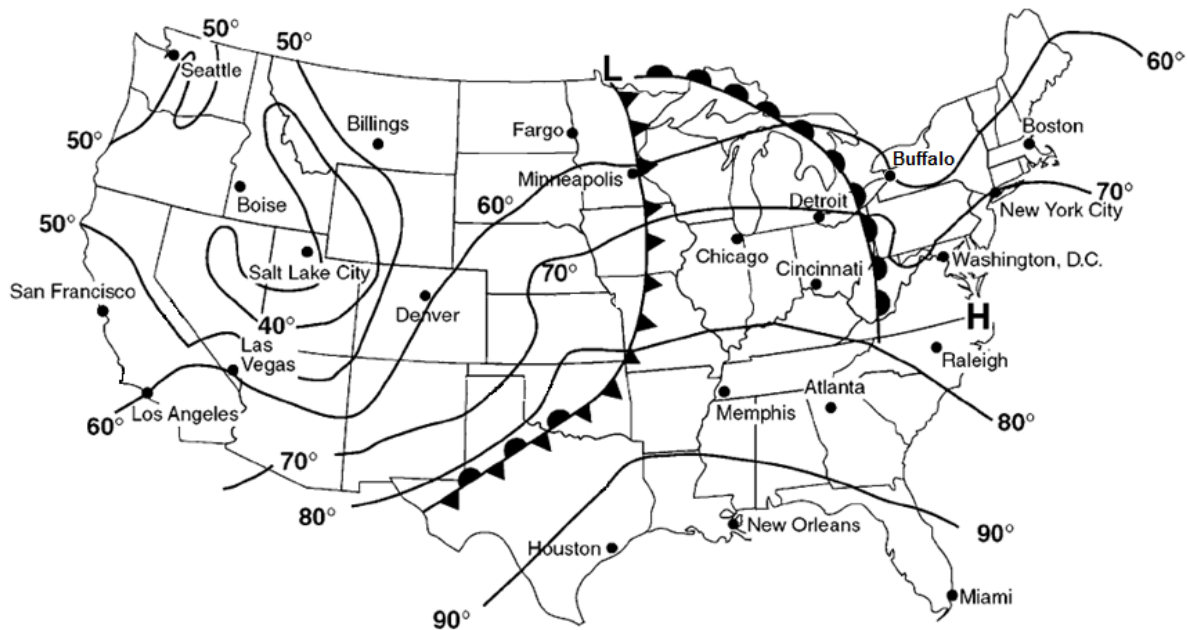 50°
50°
L
60°
Seattle
Billings
Fargo
Boston
50°
Buffalo
Minneapolis
Boise
Detroit
70°
60°
New York City
50°
Chicago
Washington, D.C.
Salt Lake City
70°
Cincinnati
San Francisco
Denver
H
40°
Las
Vegas
Raleigh
Atlanta
Los Angeles
Memphis
60°
80°
70°
80°
New Orleans
90°
Houston
Miami
90°